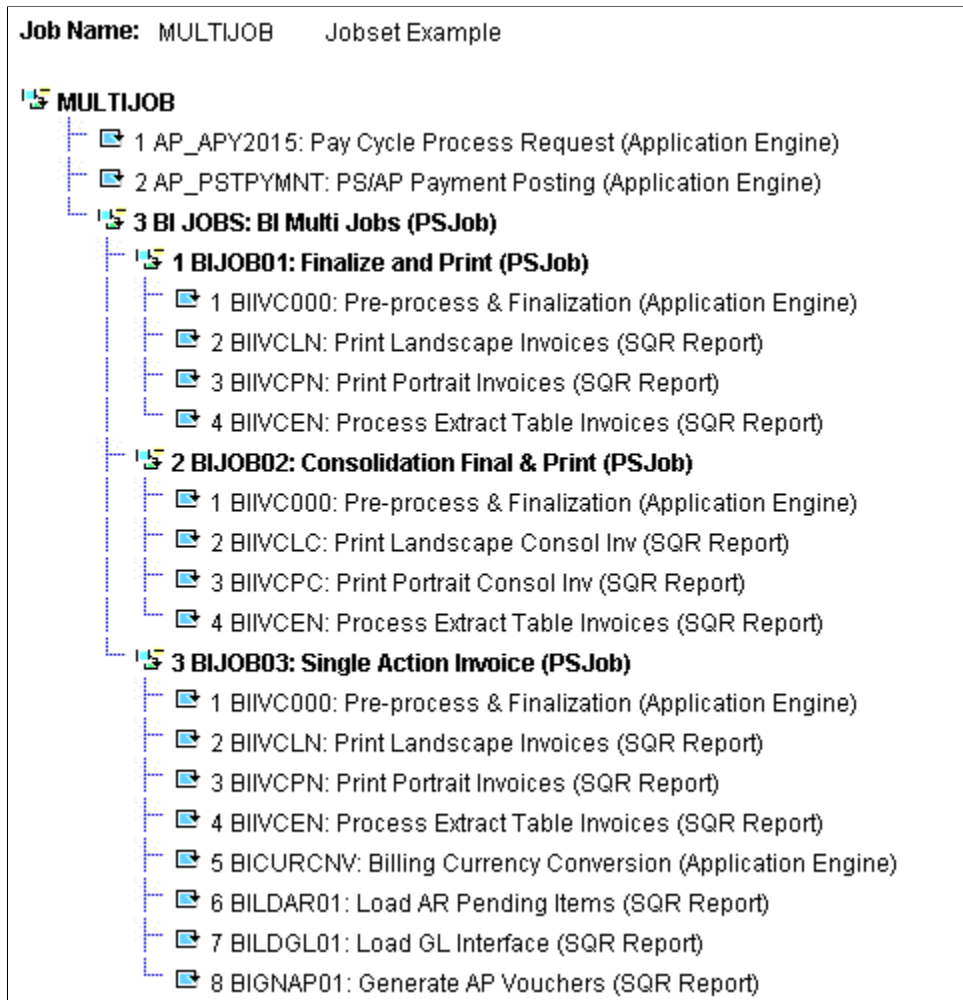 Job Name: MULTIJOB Jobset Example
MULTIJOB
1 AP_APY2015: Pay Cycle Process Request (Application Engine)
2 AP_PSTPYMNT: PS/AP Payment Posting (Application Engine)
3 BI JOBS: BI Multi Jobs (PSJob)
1 BIJOB01: Finalize and Print (PSJob)
1 BIIVC000: Pre-process & Finalization (Application Engine)
2 BIIVCLN: Print Landscape Invoices (SQR Report)
3 BIIVCPN: Print Portrait Invoices (SQR Report)
4 BIIVCEN: Process Extract Table Invoices (SQR Report)
2 BIJOB02: Consolidation Final & Print (PSJob)
1 BIIVC000: Pre-process & Finalization (Application Engine)
2 BIIVCLC: Print Landscape Consol Inv (SQR Report)
3 BIIVCPC: Print Portrait Consol Inv (SQR Report)
4 BIIVCEN: Process Extract Table Invoices (SQR Report)
3 BIJOB03: Single Action Invoice (PSJob)
1 BIIVC000: Pre-process & Finalization (Application Engine)
2 BIIVCLN: Print Landscape Invoices (SQR Report)
3 BIIVCPN: Print Portrait Invoices (SQR Report)
4 BIIVCEN: Process Extract Table Invoices (SQR Report)
5 BICURCNV: Billing Currency Conversion (Application Engine)
6 BILDAR01: Load AR Pending Items (SQR Report)
7 BILDGL01: Load GL Interface (SQR Report)
8 BIGNAP01: Generate AP Vouchers (SQR Report)